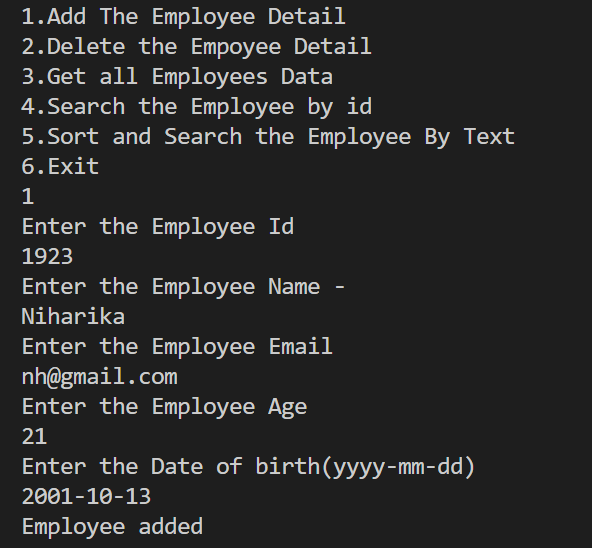 1.Add The Employee Detail
2.Delete the Empoyee Detail
3.Get all Employees Data
4.Search the Employee by id
5.Sort and Search the Employee By Text
6.Exit
1
Enter the Employee Id
1923
Enter the Employee Name -
Niharika
Enter the Employee Email
nh@gmail.com
Enter the Employee Age
21
Enter the Date of birth(yyyy-mm-dd)
2001-10-13
Employee added